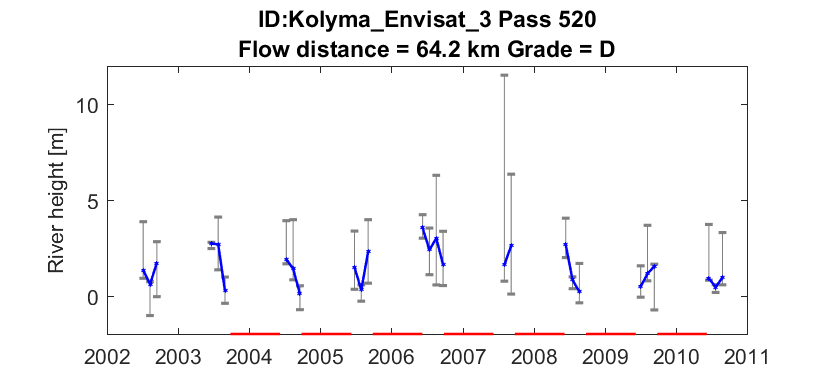 ID:Kolyma_Envisat_3 Pass 520
Flow distance = 64.2 km Grade = D
River height [m]
10
5
0
2002 2003 2004 2005 2006 2007 2008 2009 2010 2011